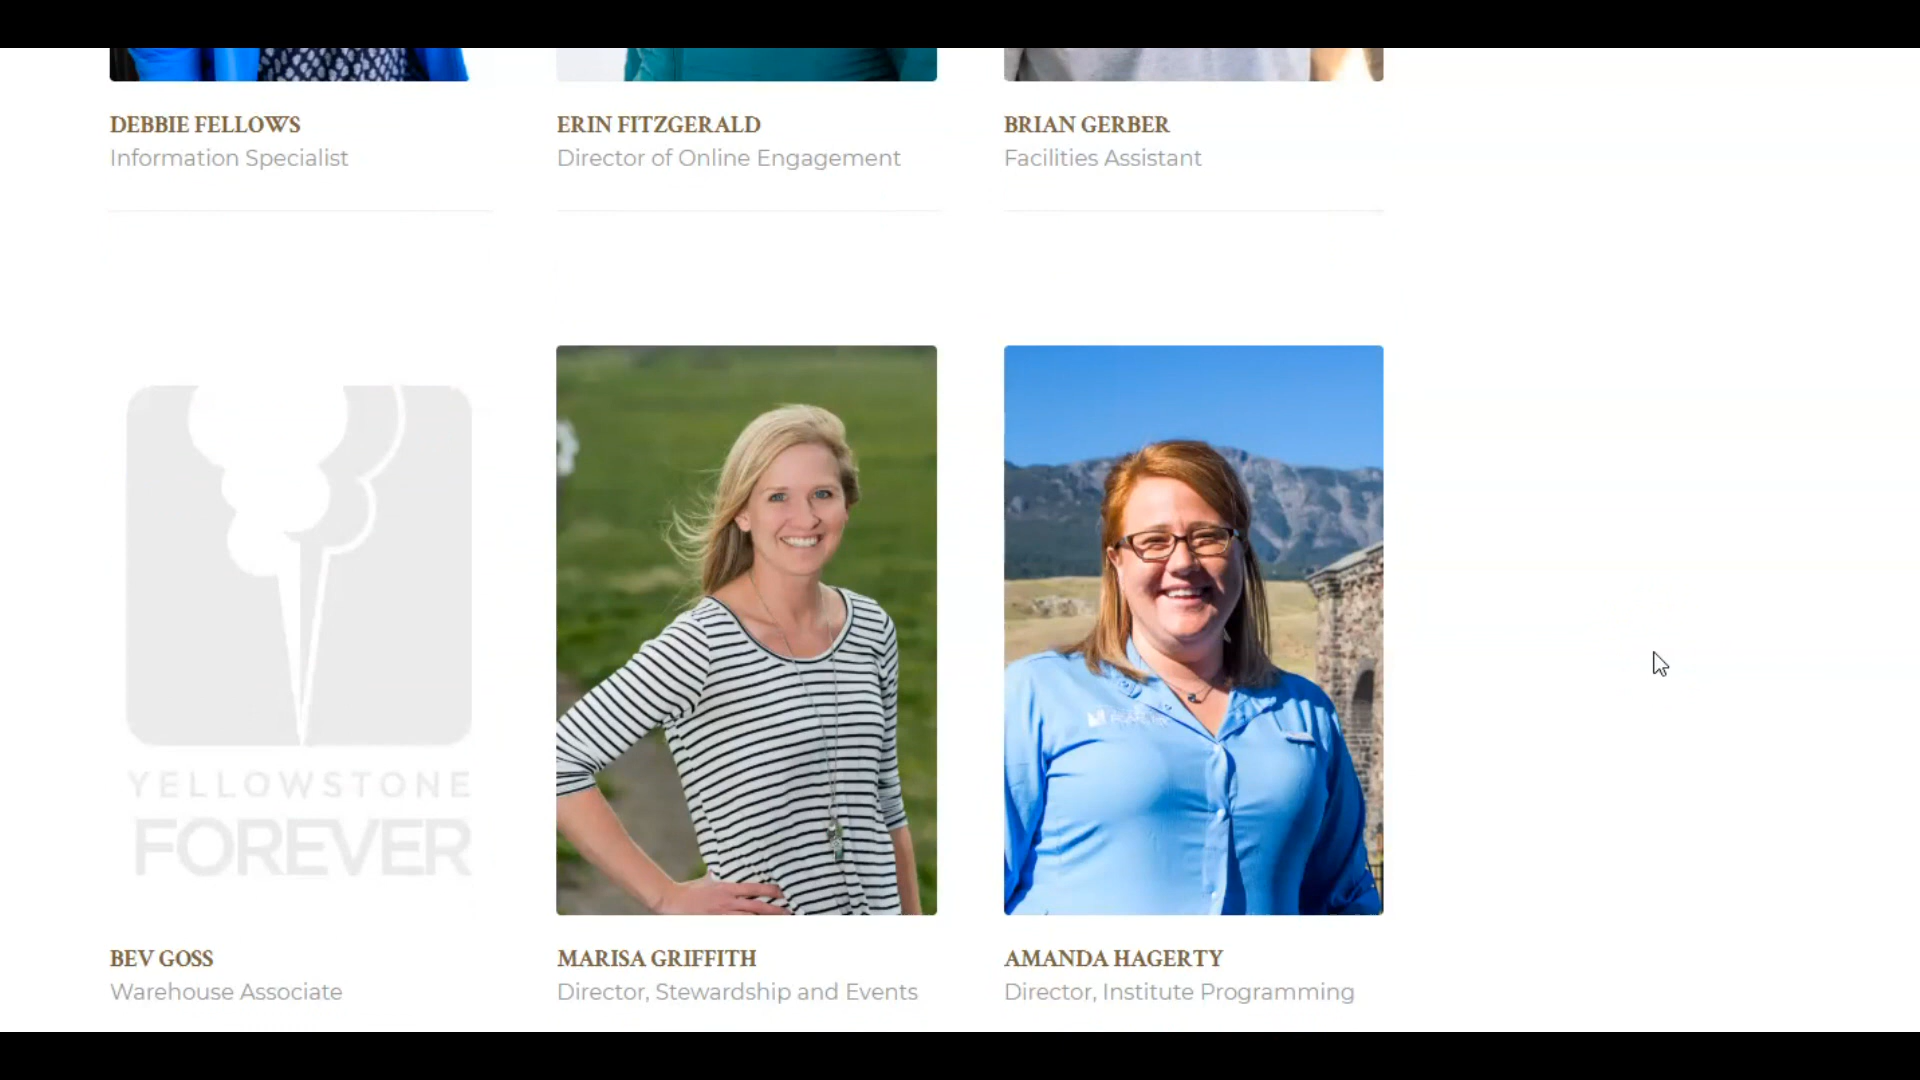 DEBBIE FELLOWS
Information Specialist
ERIN FITZGERALD
Director of Online Engagement
BRIAN GERBER
Facilities Assistant
YELLOWSTONE
FOREVER
BEV GOSS
Warehouse Associate
MARISA GRIFFITH
Director, Stewardship and Events
AMANDA HAGERTY
Director, Institute Programming